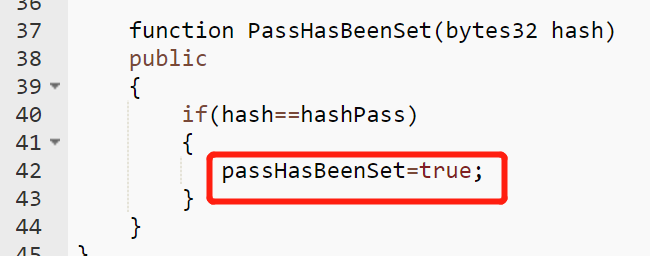 36
37 function PassHasBeenSet(bytes32 hash)
38 public
39 {
40 if(hash==hashPass)
41 {
42 passHasBeenSet=true;
43 }
44 }
45 }